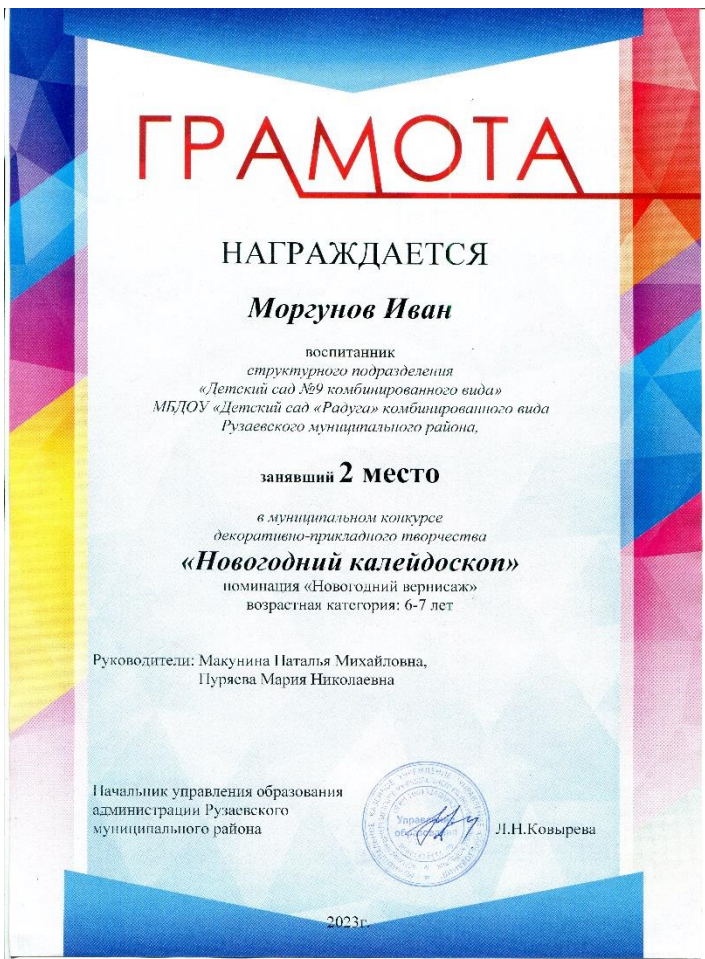 ГРАМОТА
НАГРАЖДАЕТСЯ
Моргунов Иван
воспитанник
структурного подразделения
«Детский сад №9 комбинированного вида»
МБДОУ «Детский сад «Радуга» комбинированного вида
Рузаевского муниципального района,
занявший 2 место
в муниципальном конкурсе
декоративно-прикладного творчества
«Новогодний калейдоскоп»
номинация «Новогодний вернисаж»
возрастная категория: 6-7 лет
Руководители: Макунина Наталья Михайловна,
Пуряева Мария Николаевна
Начальник управления образования
администрации Рузаевского
муниципального района
Управление
образования
Л.Н.Ковырева
2023г.